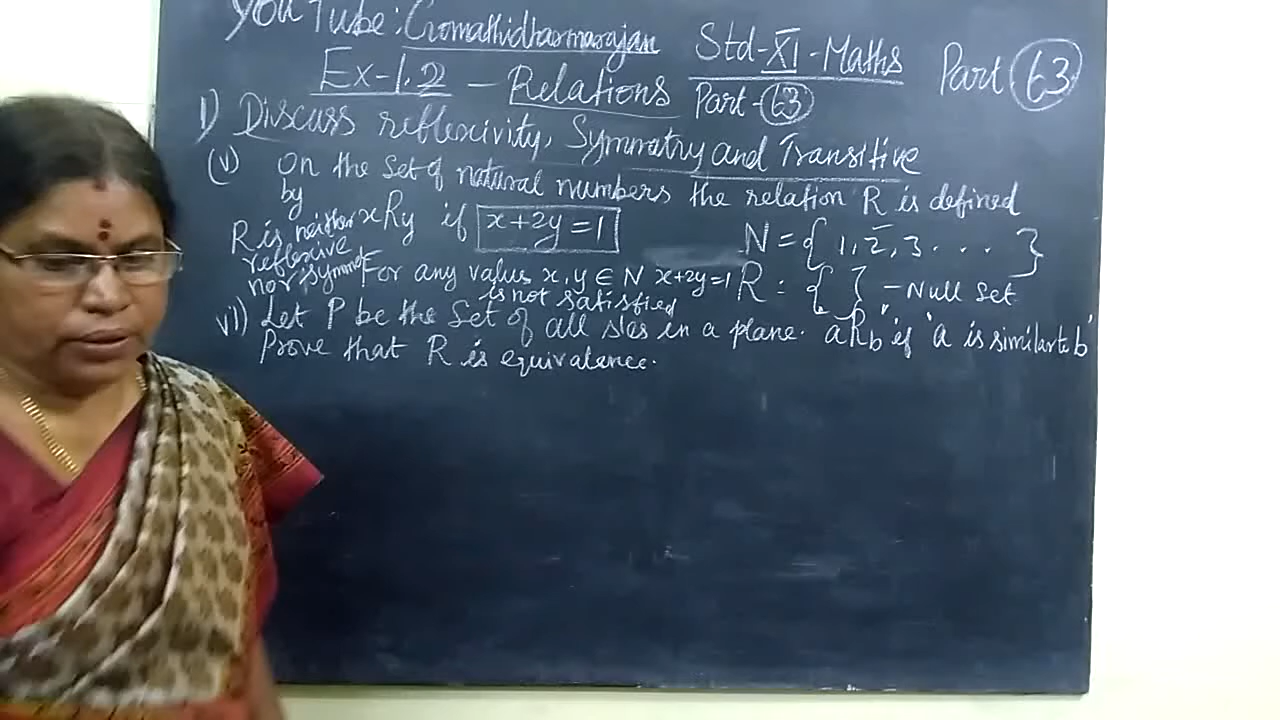 YouTube: Gomathidharmarajan Std-XI-Maths Part 63
Ex-1.2 - Relations Part-63
1) Discuss reflexivity, Symmetry and Transitive
(v) on the set of natural numbers the relation R is defined
by xRy if x+2y=1 N = { 1, 2, 3 . . . . }
R is neither reflexive nor symmet
For any value x, y ∈ N x+2y=1 is not satisfied R = { } - Null set
vi) Let P be the set of all sles in a plane. aRb if "a is similar to b"
Prove that R is equivalence.